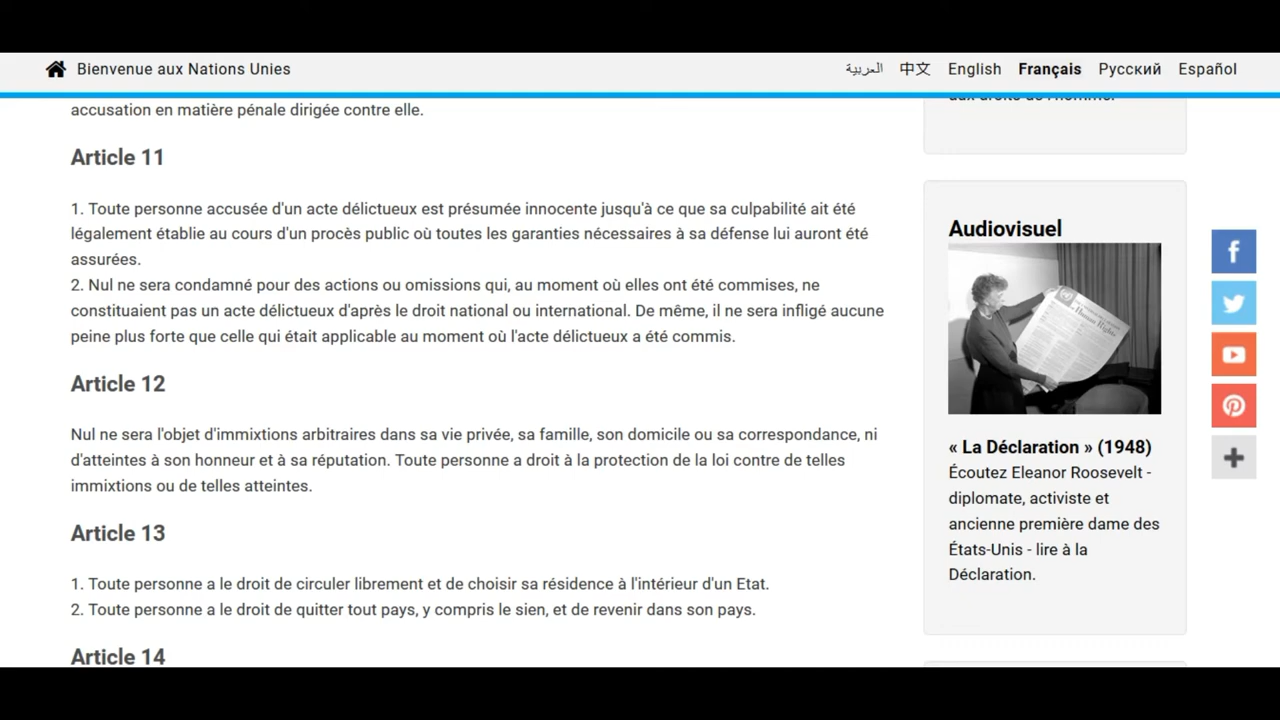 Bienvenue aux Nations Unies
العربية
中文
English
Français
Русский
Español
accusation en matière pénale dirigée contre elle.
Article 11
1. Toute personne accusée d'un acte délictueux est présumée innocente jusqu'à ce que sa culpabilité ait été
légalement établie au cours d'un procès public où toutes les garanties nécessaires à sa défense lui auront été
assurées.
2. Nul ne sera condamné pour des actions ou omissions qui, au moment où elles ont été commises, ne
constituaient pas un acte délictueux d'après le droit national ou international. De même, il ne sera infligé aucune
peine plus forte que celle qui était applicable au moment où l'acte délictueux a été commis.
Article 12
Nul ne sera l'objet d'immixtions arbitraires dans sa vie privée, sa famille, son domicile ou sa correspondance, ni
d'atteintes à son honneur et à sa réputation. Toute personne a droit à la protection de la loi contre de telles
immixtions ou de telles atteintes.
Article 13
1. Toute personne a le droit de circuler librement et de choisir sa résidence à l'intérieur d'un Etat.
2. Toute personne a le droit de quitter tout pays, y compris le sien, et de revenir dans son pays.
Article 14
aux droits de l'homme.
Audiovisuel
Human Rights
« La Déclaration » (1948)
Écoutez Eleanor Roosevelt -
diplomate, activiste et
ancienne première dame des
États-Unis - lire à la
Déclaration.